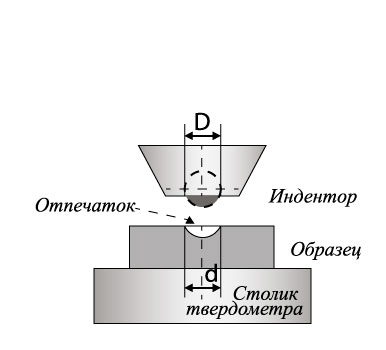 D
Индентор
Отпечаток
Образец
d
Столик
твердометра